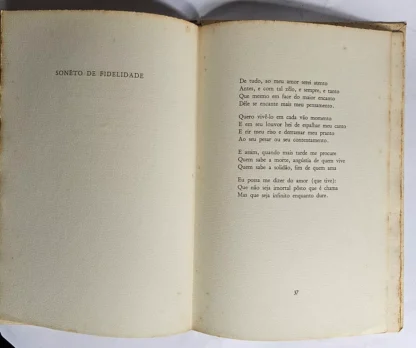 SONÊTO DE FIDELIDADE
De tudo, ao meu amor serei atento
Antes, e com tal zêlo, e sempre, e tanto
Que mesmo em face do maior encanto
Dêle se encante mais meu pensamento.
Quero vivê-lo em cada vão momento
E em seu louvor hei de espalhar meu canto
E rir meu riso e derramar meu pranto
Ao seu pesar ou seu contentamento.
E assim, quando mais tarde me procure
Quem sabe a morte, angústia de quem vive
Quem sabe a solidão, fim de quem ama
Eu possa me dizer do amor (que tive):
Que não seja imortal, pôsto que é chama
Mas que seja infinito enquanto dure.
37